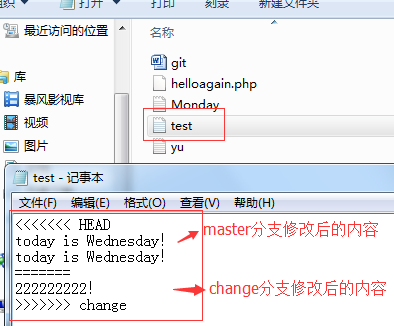 组织
打开
打印
刻录
新建文件夹
最近访问的位置
名称
git
库
helloagain.php
暴风影视库
Monday
视频
test
图片
yu
test - 记事本
文件(F) 编辑(E) 格式(O) 查看(V) 帮助(H)
<<<<<<< HEAD
today is Wednesday!
master分支修改后的内容
today is Wednesday!
=======
222222222!
change分支修改后的内容
>>>>>>> change